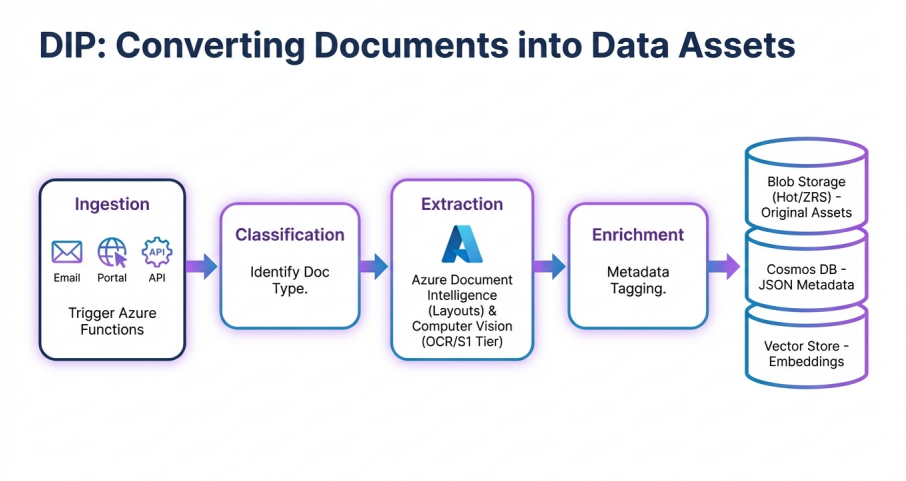 DIP: Converting Documents into Data Assets
Ingestion
Email
Portal
API
API
Trigger Azure
Functions
Classification
Identify Doc
Type.
Extraction
Azure Document
Intelligence
(Layouts) &
Computer Vision
(OCR/S1 Tier)
Enrichment
Metadata
Tagging.
Blob Storage
(Hot/ZRS) -
Original Assets
Cosmos DB -
JSON Metadata
Vector Store -
Embeddings